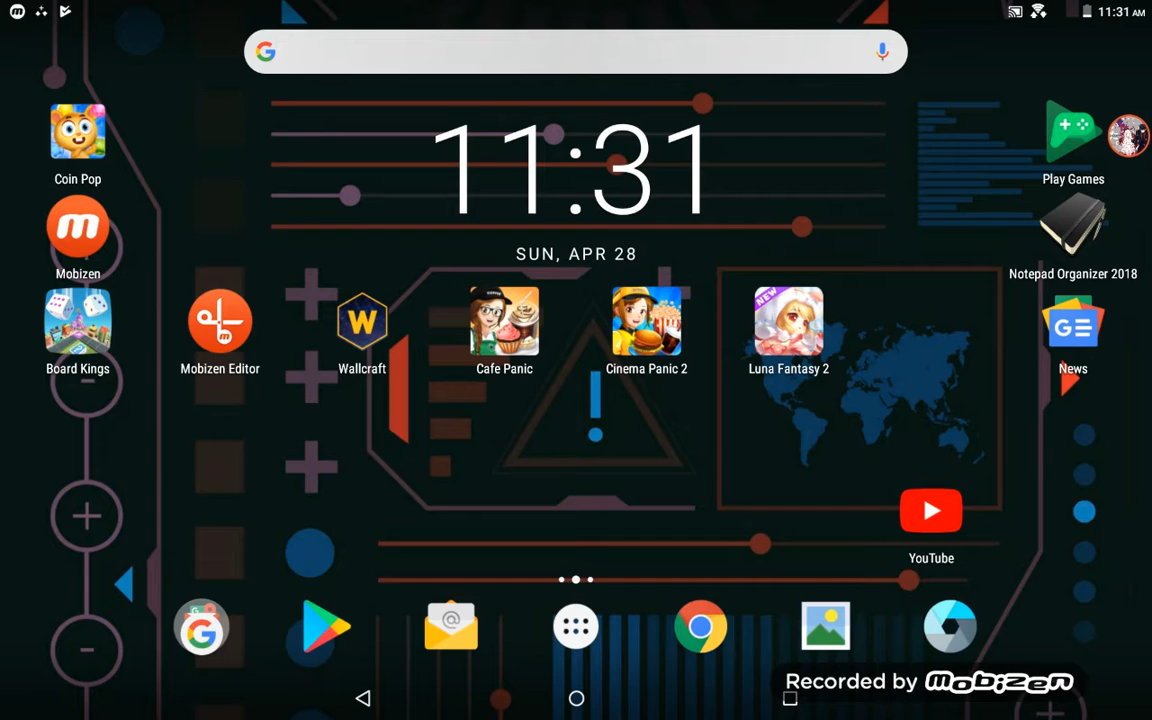 11:31 AM
11:31
SUN, APR 28
Coin Pop
Play Games
Mobizen
Notepad Organizer 2018
NEW
Board Kings
Mobizen Editor
Wallcraft
Cafe Panic
Cinema Panic 2
Luna Fantasy 2
News
YouTube
Recorded by mobizen